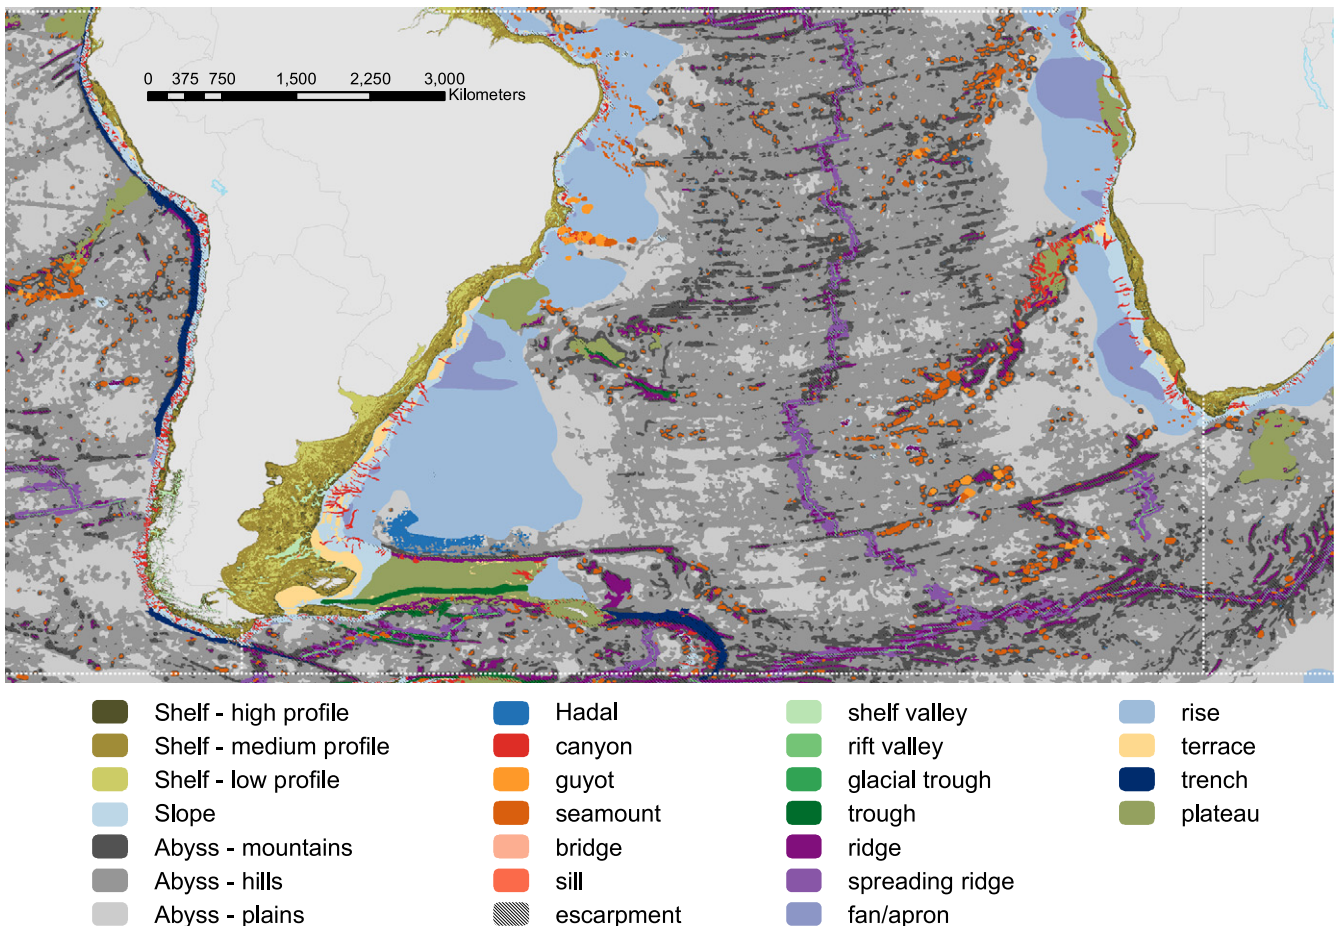 0 375 750 1,500 2,250 3,000
Kilometers
Shelf - high profile
Shelf - medium profile
Shelf - low profile
Slope
Abyss - mountains
Abyss - hills
Abyss - plains
Hadal
canyon
guyot
seamount
bridge
sill
escarpment
shelf valley
rift valley
glacial trough
trough
ridge
spreading ridge
fan/apron
rise
terrace
trench
plateau